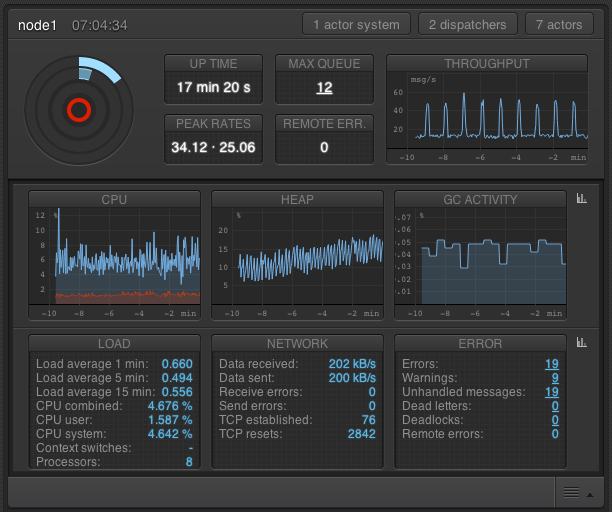 node1 07:04:34 1 actor system 2 dispatchers 7 actors
UP TIME
17 min 20 s
MAX QUEUE
12
PEAK RATES
34.12 · 25.06
REMOTE ERR.
0
THROUGHPUT
msg/s
60
40
20
-10 -8 -6 -4 -2 min
CPU
%
12
10
8
6
4
2
-10 -8 -6 -4 -2 min
HEAP
%
20
15
10
5
-10 -8 -6 -4 -2 min
GC ACTIVITY
%
.07
.06
.05
.04
.03
.02
.01
-10 -8 -6 -4 -2 min
LOAD
Load average 1 min: 0.660
Load average 5 min: 0.494
Load average 15 min: 0.556
CPU combined: 4.676 %
CPU user: 1.587 %
CPU system: 4.642 %
Context switches: -
Processors: 8
NETWORK
Data received: 202 kB/s
Data sent: 200 kB/s
Receive errors: 0
Send errors: 0
TCP established: 76
TCP resets: 2842
ERROR
Errors: 19
Warnings: 9
Unhandled messages: 19
Dead letters: 0
Deadlocks: 0
Remote errors: 0